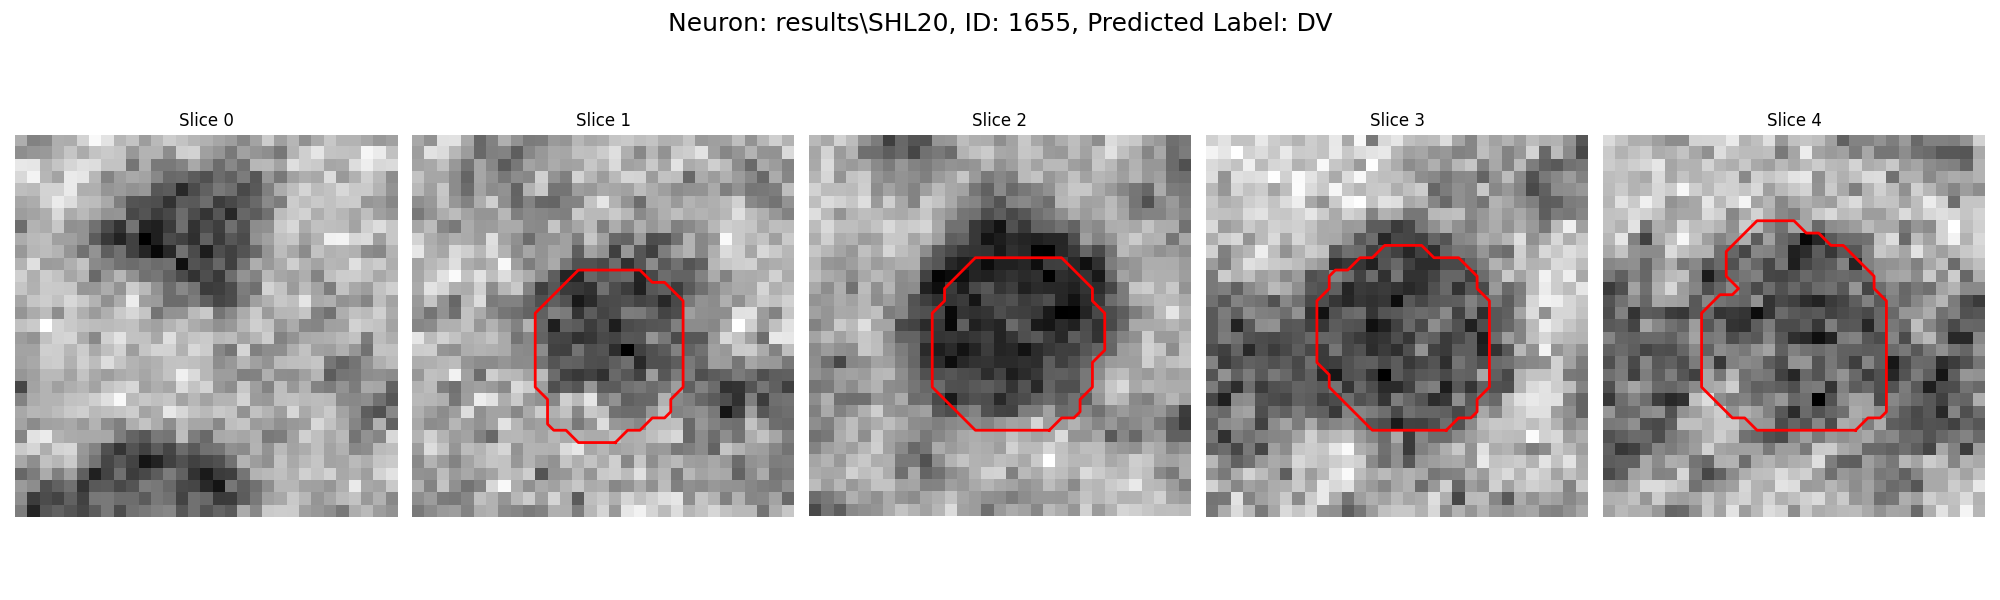 Neuron: results\SHL20, ID: 1655, Predicted Label: DV
Slice 0
Slice 1
Slice 2
Slice 3
Slice 4